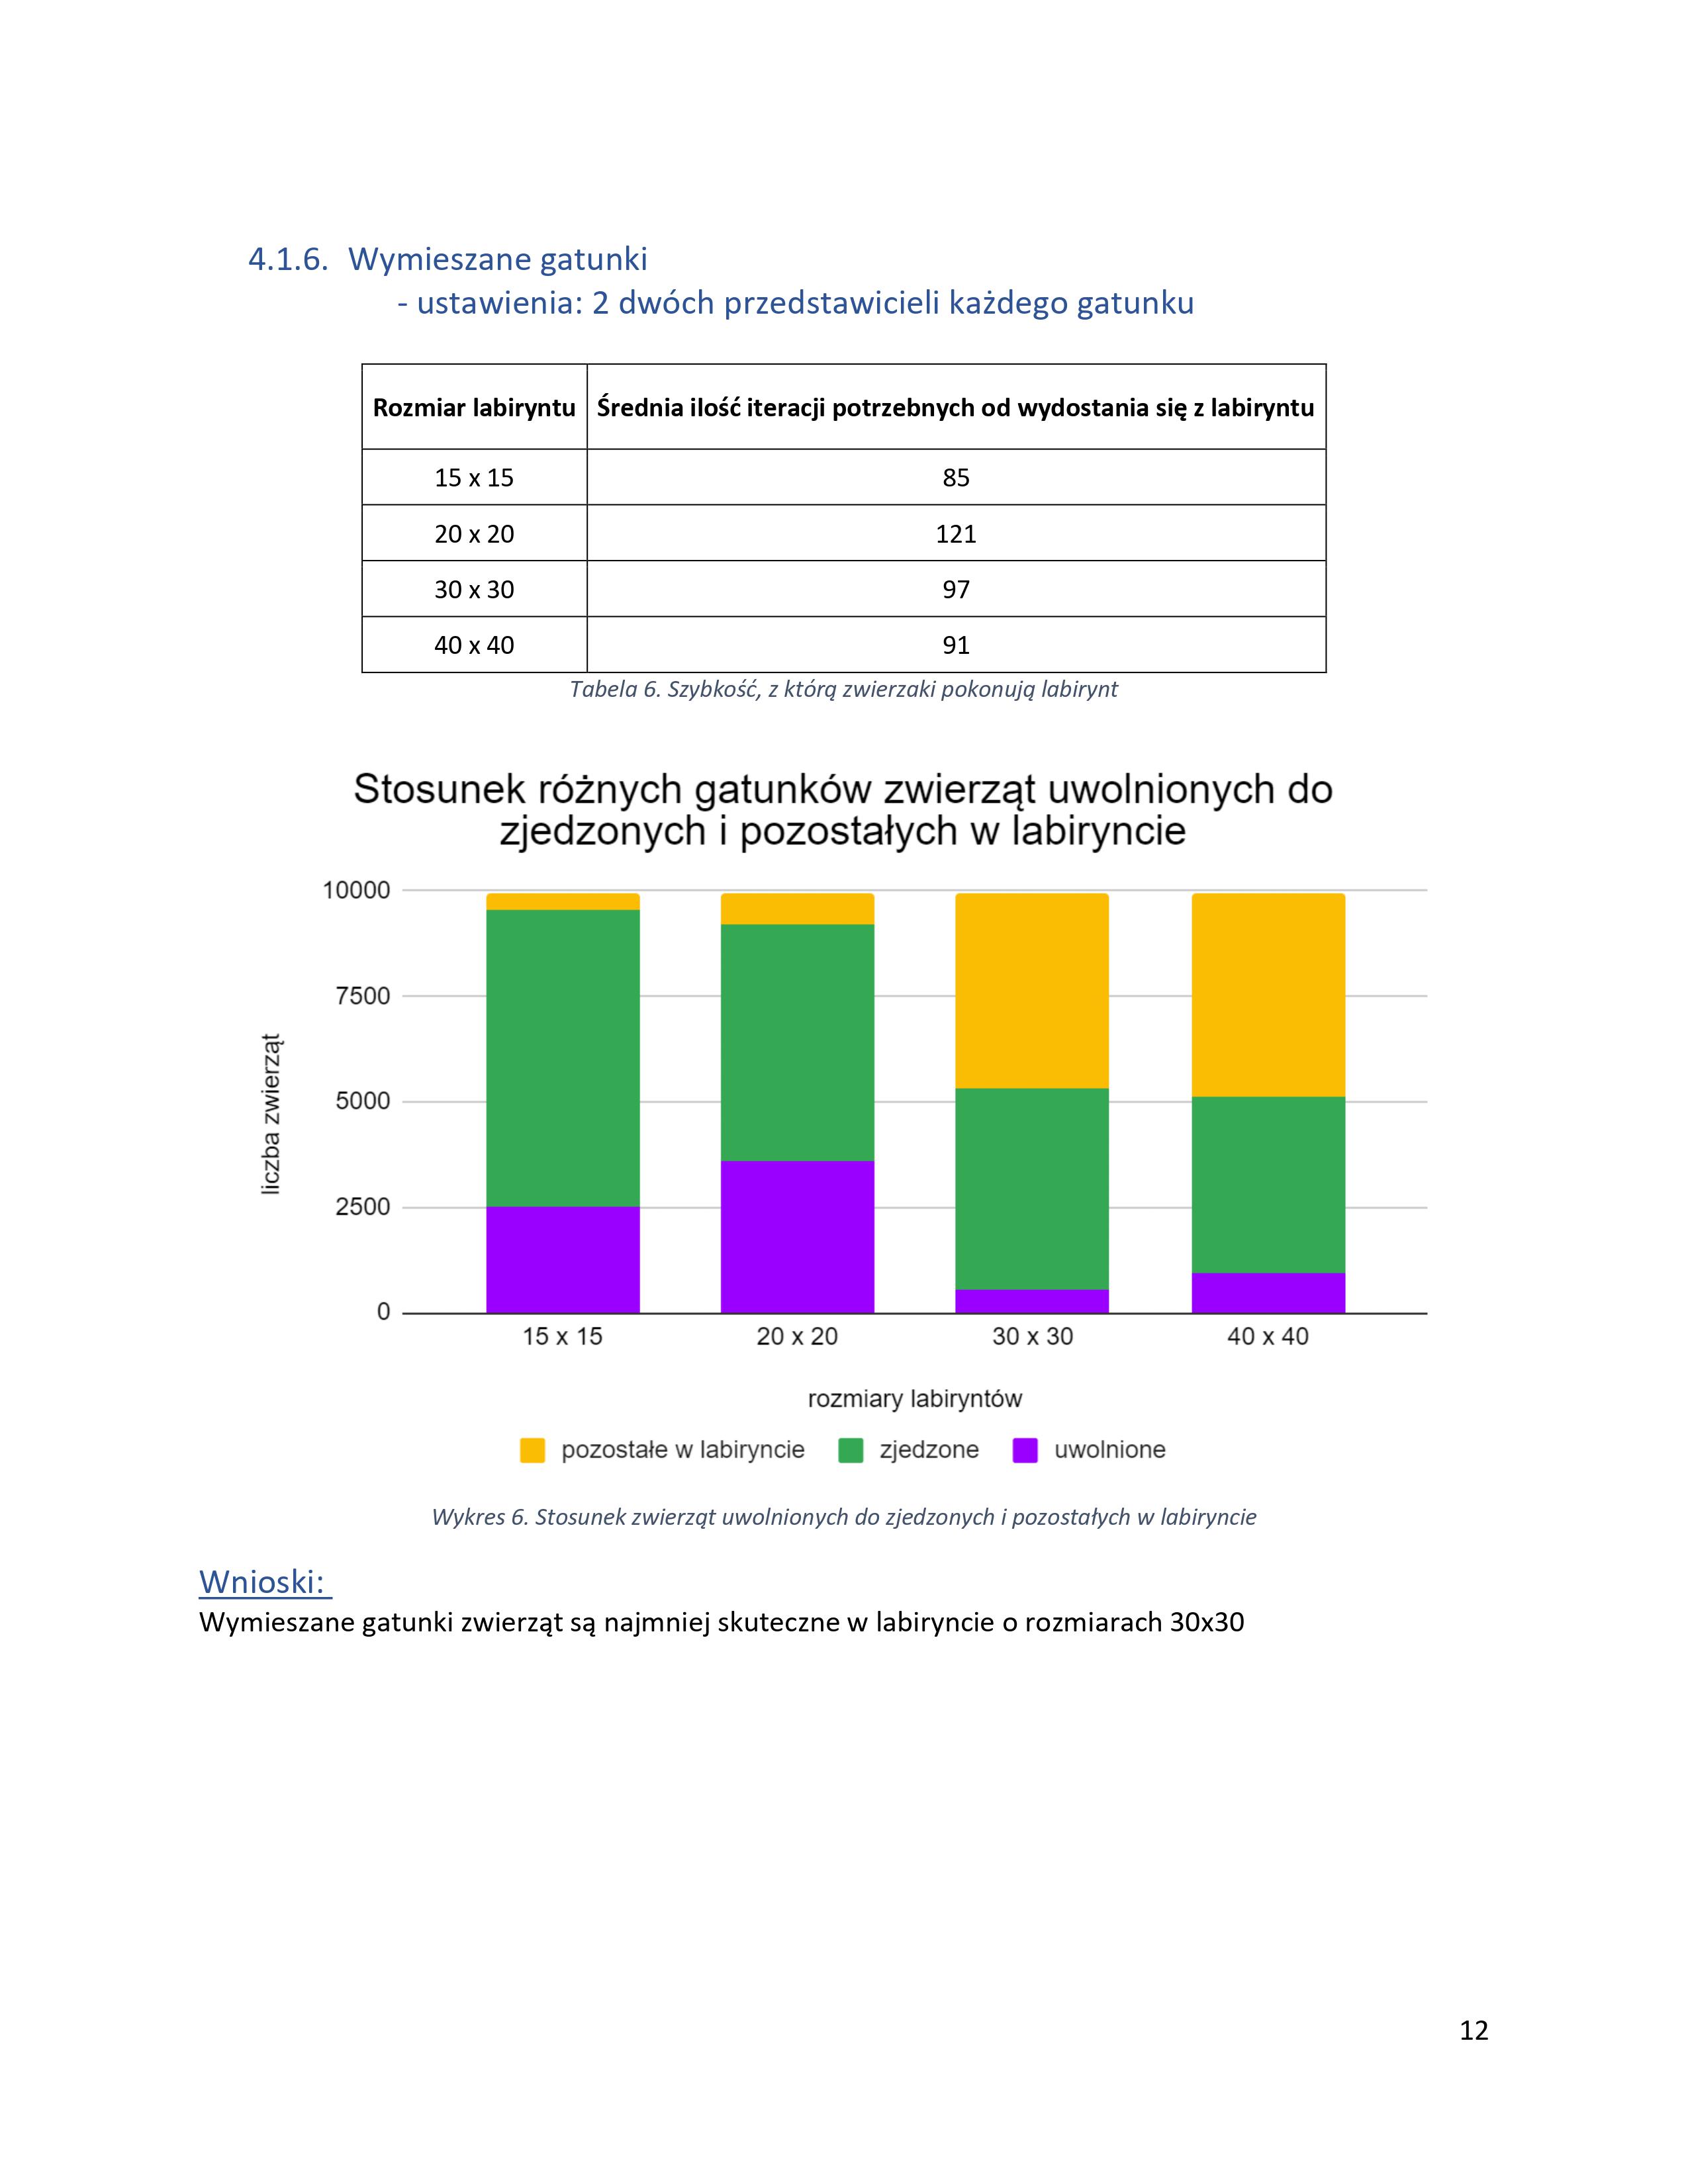 4.1.6. Wymieszane gatunki
- ustawienia: 2 dwóch przedstawicieli każdego gatunku
Rozmiar labiryntu Średnia ilość iteracji potrzebnych od wydostania się z labiryntu
15 x 15 85
20 x 20 121
30 x 30 97
40 x 40 91
Tabela 6. Szybkość, z którą zwierzaki pokonują labirynt
Stosunek różnych gatunków zwierząt uwolnionych do
zjedzonych i pozostałych w labiryncie
liczba zwierząt
10000
7500
5000
2500
0
15 x 15 20 x 20 30 x 30 40 x 40
rozmiary labiryntów
pozostałe w labiryncie zjedzone uwolnione
Wykres 6. Stosunek zwierząt uwolnionych do zjedzonych i pozostałych w labiryncie
Wnioski:
Wymieszane gatunki zwierząt są najmniej skuteczne w labiryncie o rozmiarach 30x30
12